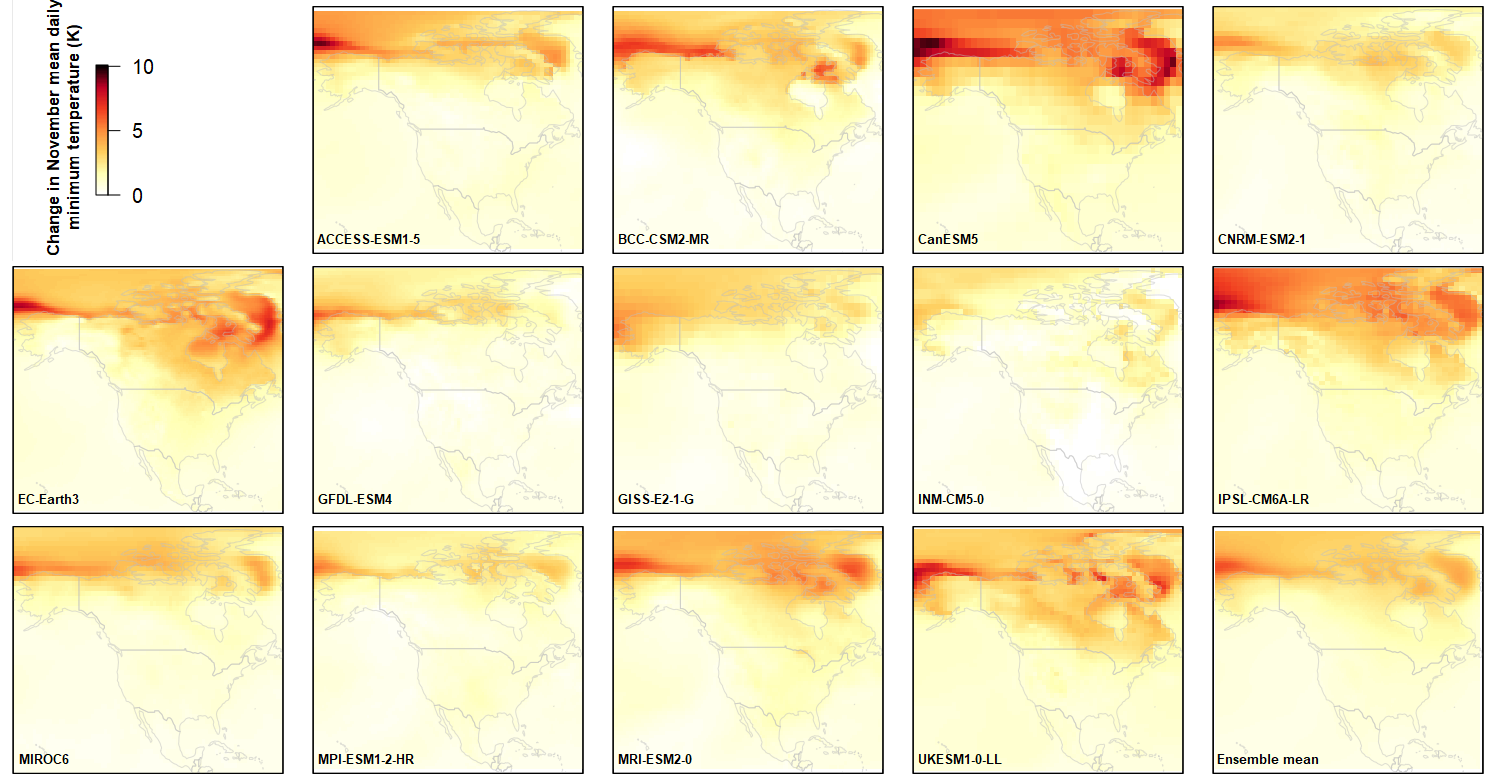 Change in November mean daily
minimum temperature (K)
10
5
0
ACCESS-ESM1-5
BCC-CSM2-MR
CanESM5
CNRM-ESM2-1
EC-Earth3
GFDL-ESM4
GISS-E2-1-G
INM-CM5-0
IPSL-CM6A-LR
MIROC6
MPI-ESM1-2-HR
MRI-ESM2-0
UKESM1-0-LL
Ensemble mean